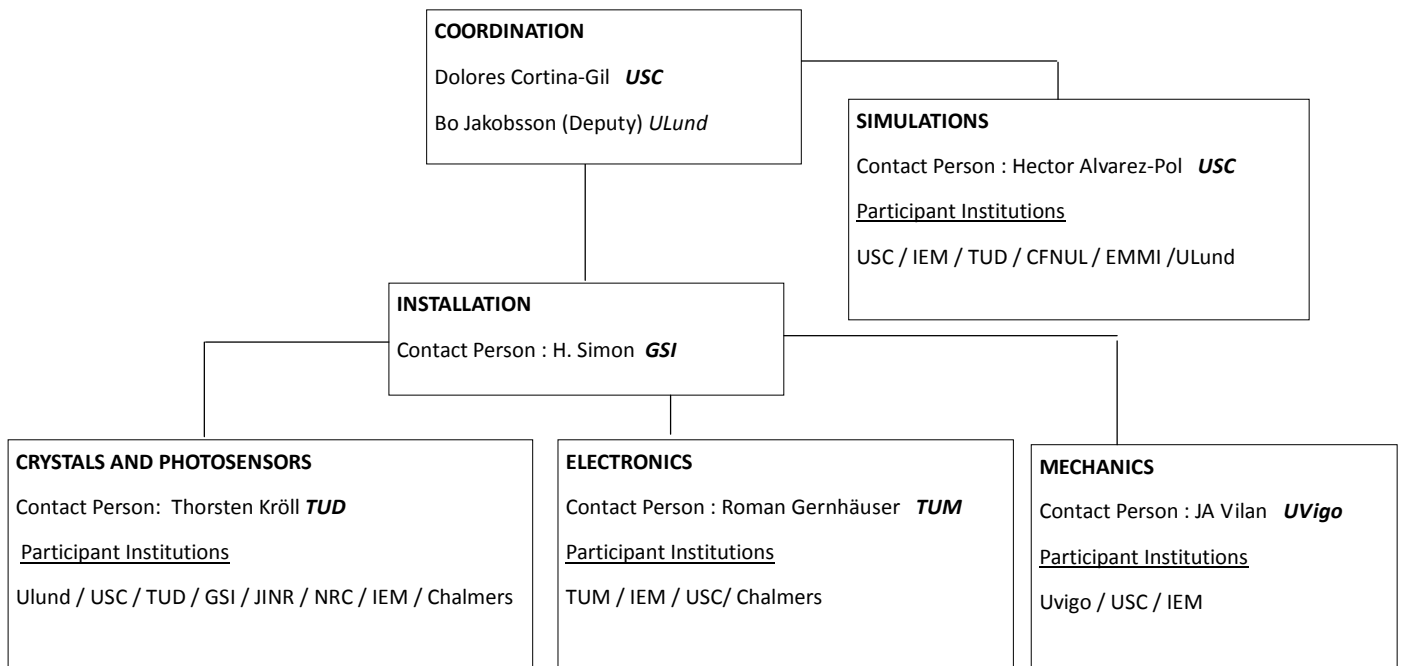 COORDINATION
Dolores Cortina-Gil USC
Bo Jakobsson (Deputy) ULund
SIMULATIONS
Contact Person : Hector Alvarez-Pol USC
Participant Institutions
USC / IEM / TUD / CFNUL / EMMI /ULund
INSTALLATION
Contact Person : H. Simon GSI
CRYSTALS AND PHOTOSENSORS
Contact Person: Thorsten Kröll TUD
Participant Institutions
Ulund / USC / TUD / GSI / JINR / NRC / IEM / Chalmers
ELECTRONICS
Contact Person : Roman Gernhäuser TUM
Participant Institutions
TUM / IEM / USC/ Chalmers
MECHANICS
Contact Person : JA Vilan UVigo
Participant Institutions
Uvigo / USC / IEM